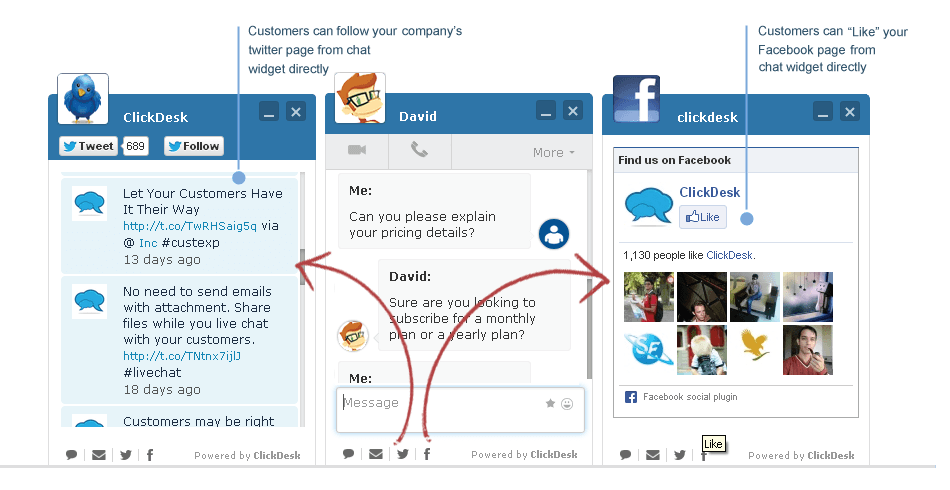 Customers can follow your company's
twitter page from chat
widget directly
Customers can "Like" your
Facebook page from
chat widget directly
ClickDesk
Tweet 689 Follow
Let Your Customers Have
It Their Way
http://t.co/TwRHSaig5q via
@ Inc #custexp
13 days ago
No need to send emails
with attachment. Share
files while you live chat
with your customers.
http://t.co/TNtnx7ijlJ
#livechat
18 days ago
Customers may be right
Powered by ClickDesk
David
More
Me:
Can you please explain
your pricing details?
David:
Sure are you looking to
subscribe for a monthly
plan or a yearly plan?
Me:
Message
Powered by ClickDesk
clickdesk
Find us on Facebook
ClickDesk
Like
1,130 people like ClickDesk.
SF
Facebook social plugin
Like
Powered by ClickDesk